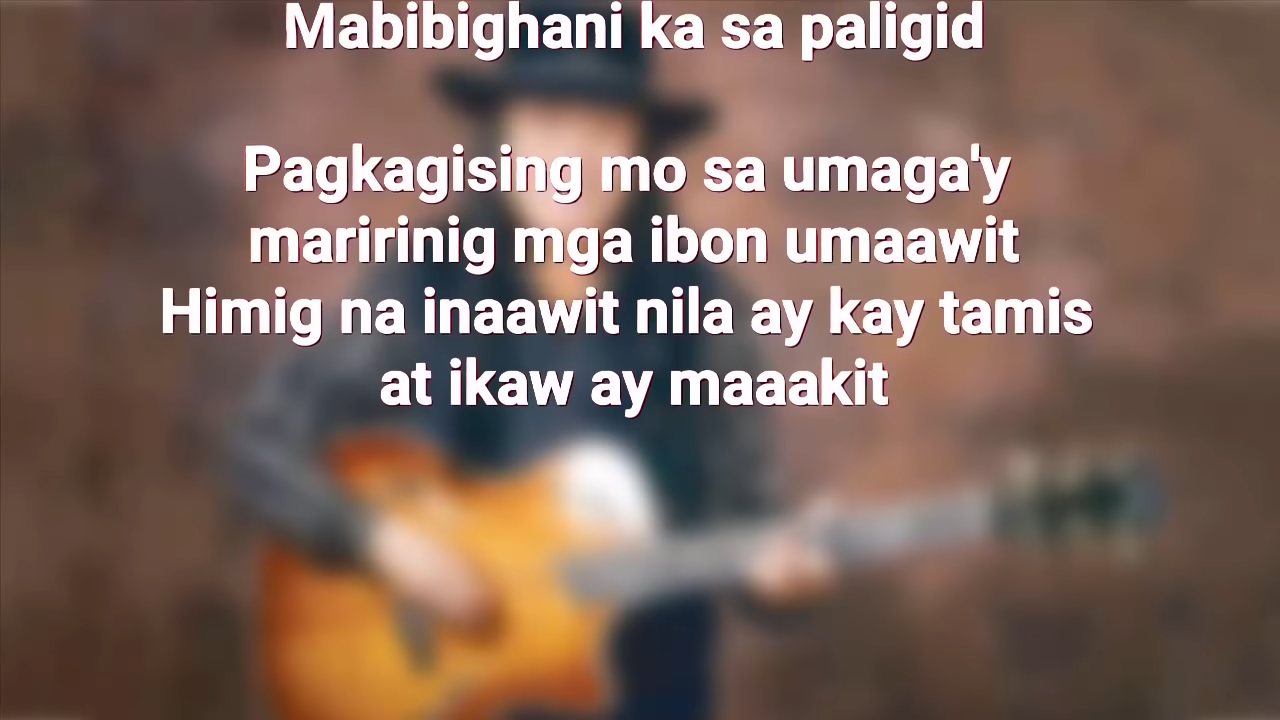 Mabibighani ka sa paligid
Pagkagising mo sa umaga'y
maririnig mga ibon umaawit
Himig na inaawit nila ay kay tamis
at ikaw ay maaakit